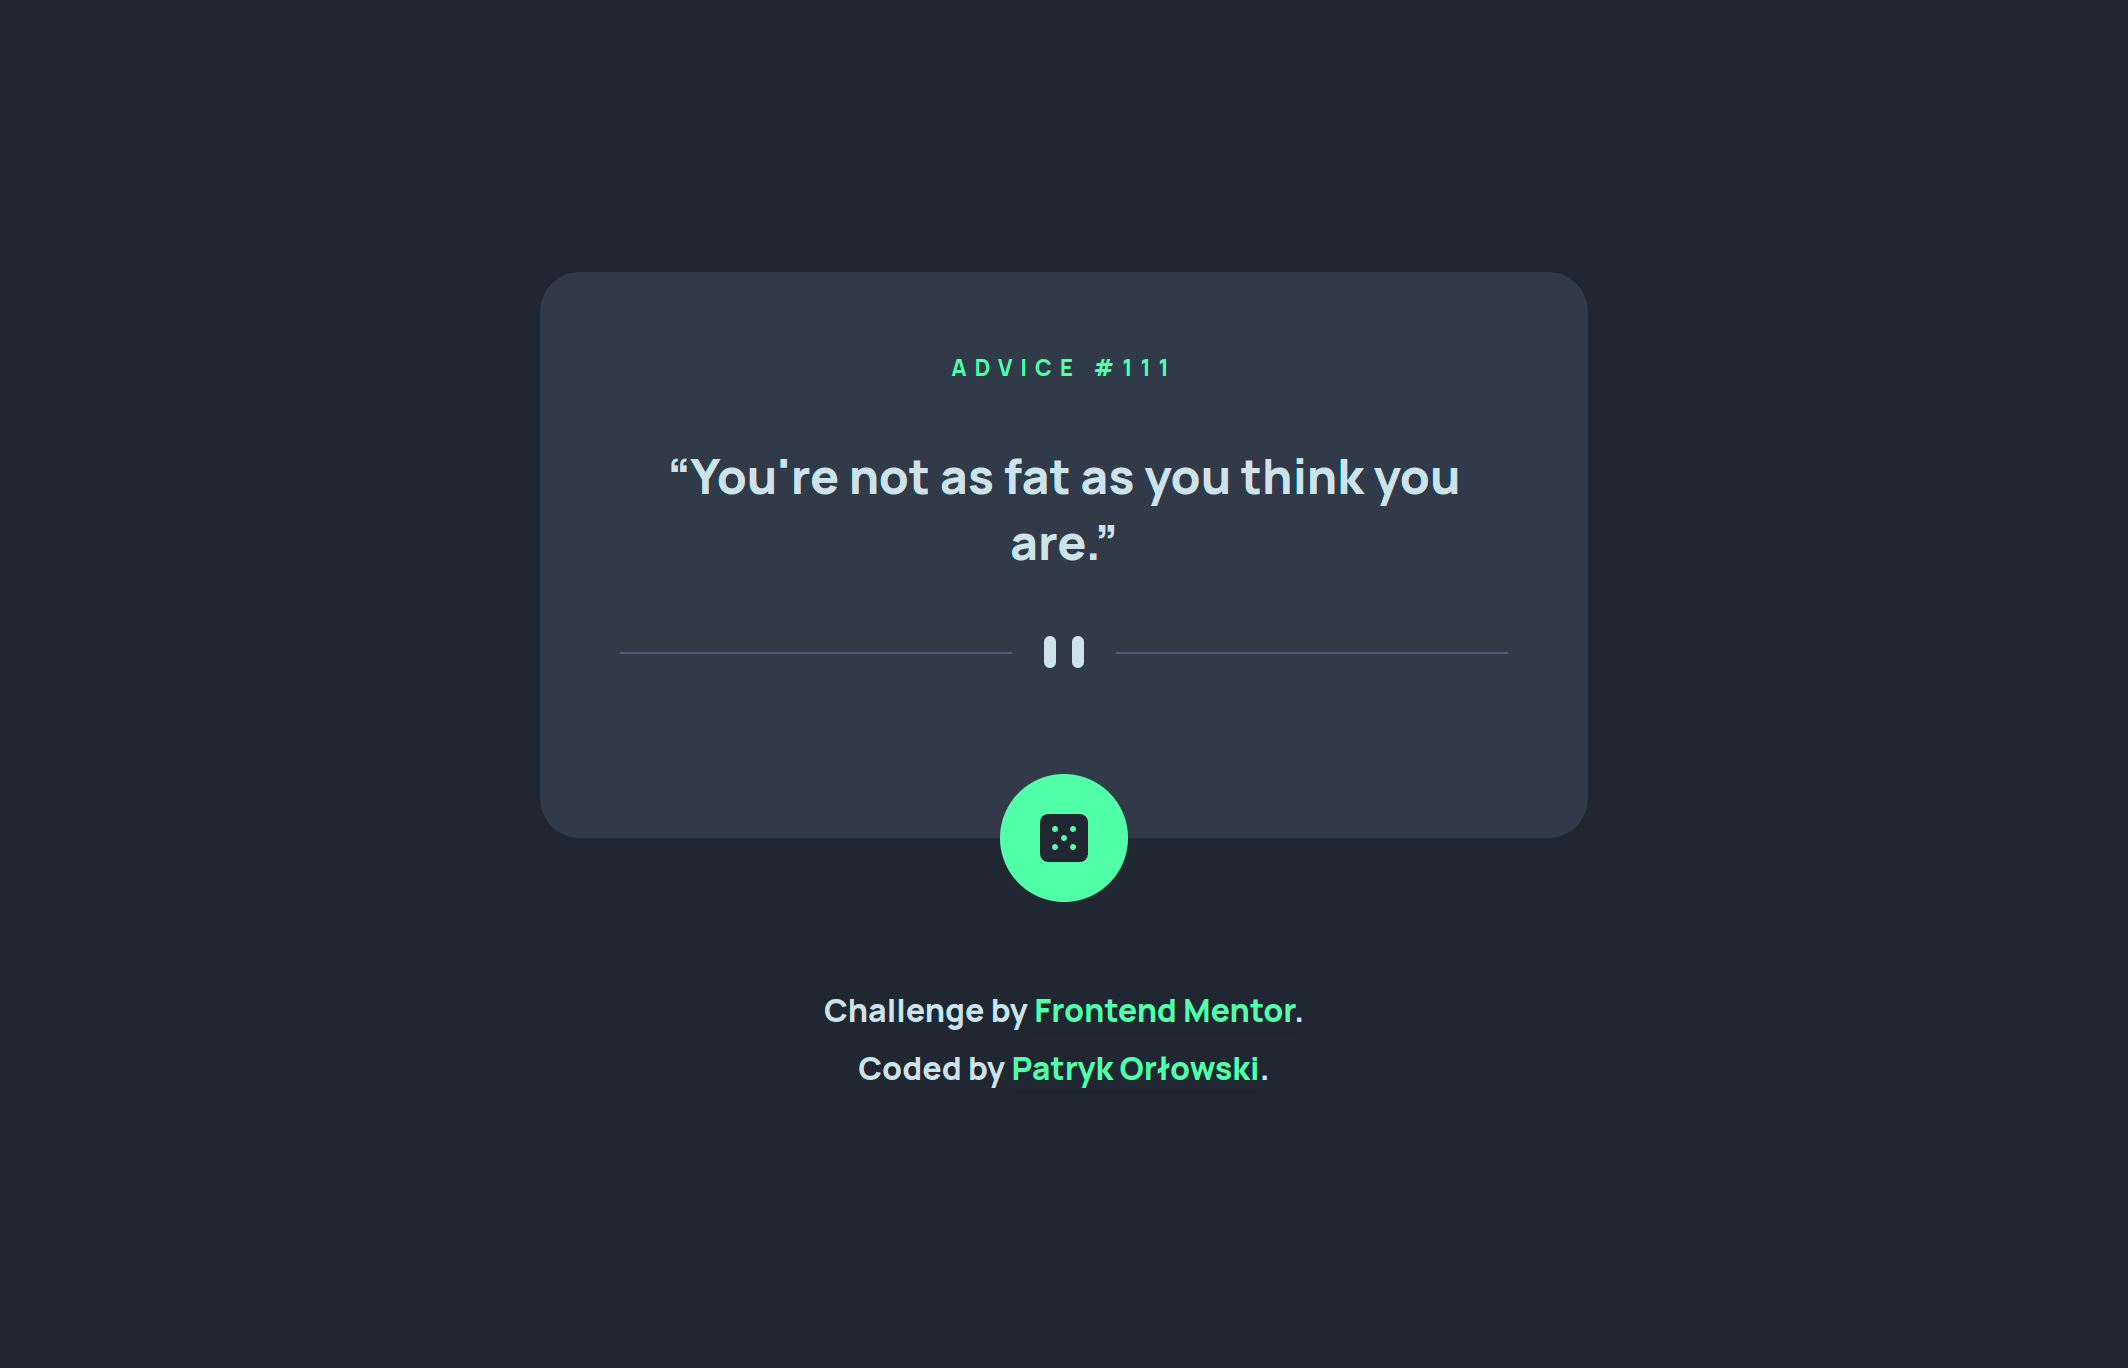 ADVICE #111
“You're not as fat as you think you
are.”
Challenge by Frontend Mentor.
Coded by Patryk Orłowski.